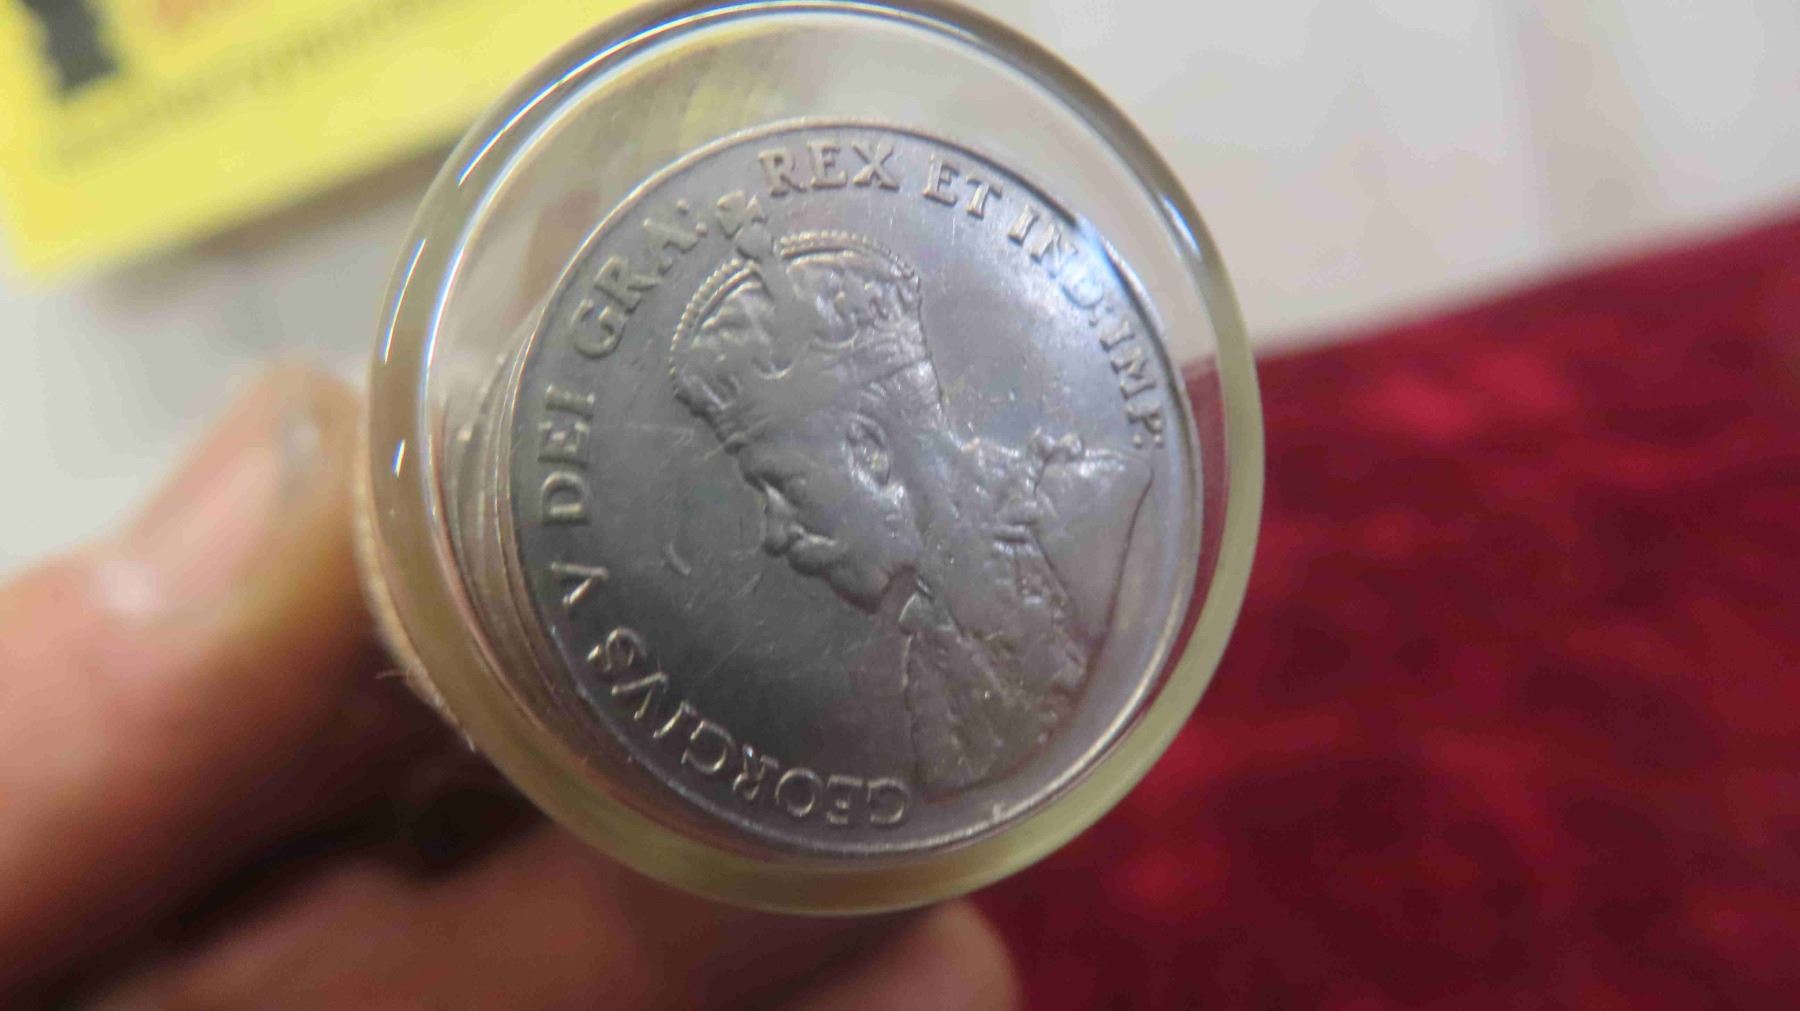 GEORGIVS V DEI GRA: REX ET IND: IMP: